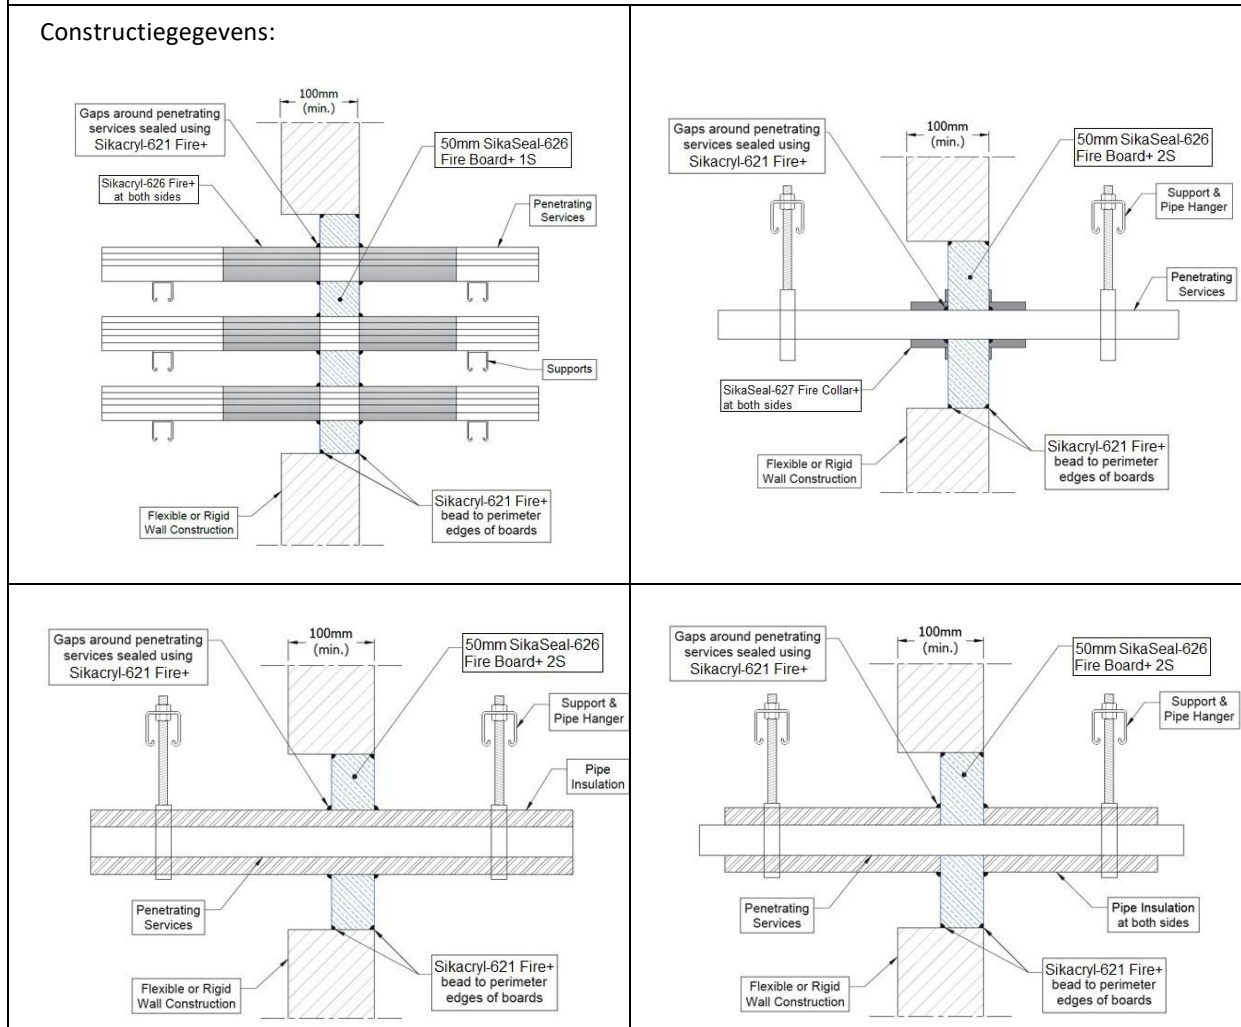 Constructiegegevens:
100mm
(min.)
Gaps around penetrating
services sealed using
Sikacryl-621 Fire+
50mm SikaSeal-626
Fire Board+ 1S
Sikacryl-626 Fire+
at both sides
Penetrating
Services
Supports
Flexible or Rigid
Wall Construction
Sikacryl-621 Fire+
bead to perimeter
edges of boards
100mm
(min.)
Gaps around penetrating
services sealed using
Sikacryl-621 Fire+
50mm SikaSeal-626
Fire Board+ 2S
Support &
Pipe Hanger
Penetrating
Services
SikaSeal-627 Fire Collar+
at both sides
Flexible or Rigid
Wall Construction
Sikacryl-621 Fire+
bead to perimeter
edges of boards
100mm
(min.)
Gaps around penetrating
services sealed using
Sikacryl-621 Fire+
50mm SikaSeal-626
Fire Board+ 2S
Support &
Pipe Hanger
Pipe
Insulation
Penetrating
Services
Flexible or Rigid
Wall Construction
Sikacryl-621 Fire+
bead to perimeter
edges of boards
100mm
(min.)
Gaps around penetrating
services sealed using
Sikacryl-621 Fire+
50mm SikaSeal-626
Fire Board+ 2S
Support &
Pipe Hanger
Penetrating
Services
Pipe Insulation
at both sides
Flexible or Rigid
Wall Construction
Sikacryl-621 Fire+
bead to perimeter
edges of boards